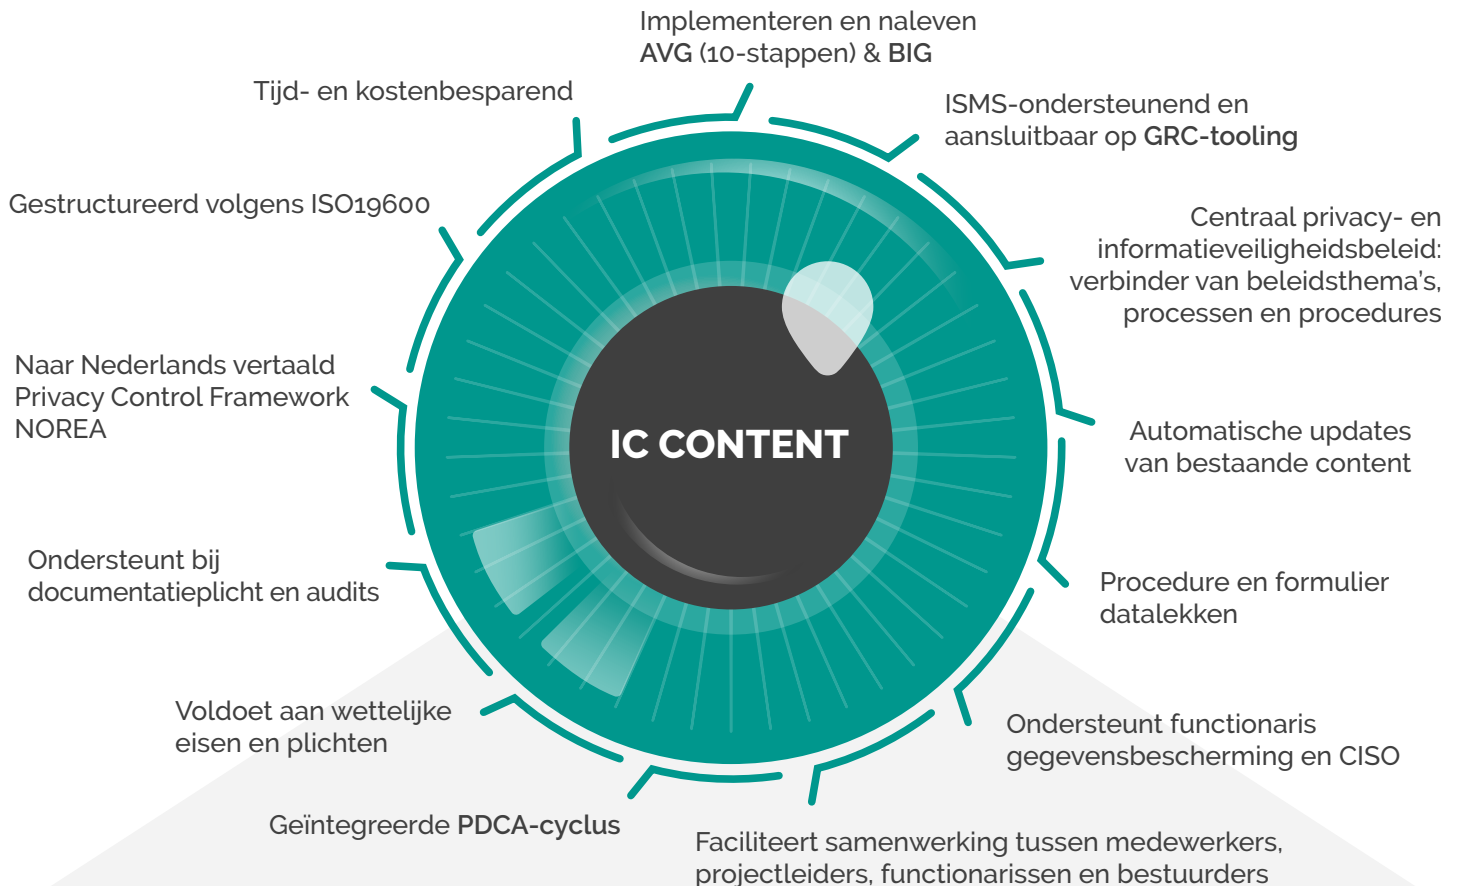 Implementeren en naleven
AVG (10-stappen) & BIG
ISMS-ondersteunend en
aansluitbaar op GRC-tooling
Centraal privacy- en
informatieveiligheidsbeleid:
verbinder van beleidsthema's,
processen en procedures
Automatische updates
van bestaande content
Procedure en formulier
datalekken
Ondersteunt functionaris
gegevensbescherming en CISO
Faciliteert samenwerking tussen medewerkers,
projectleiders, functionarissen en bestuurders
Geïntegreerde PDCA-cyclus
Voldoet aan wettelijke
eisen en plichten
Ondersteunt bij
documentatieplicht en audits
Naar Nederlands vertaald
Privacy Control Framework
NOREA
Gestructureerd volgens ISO19600
Tijd- en kostenbesparend
IC CONTENT